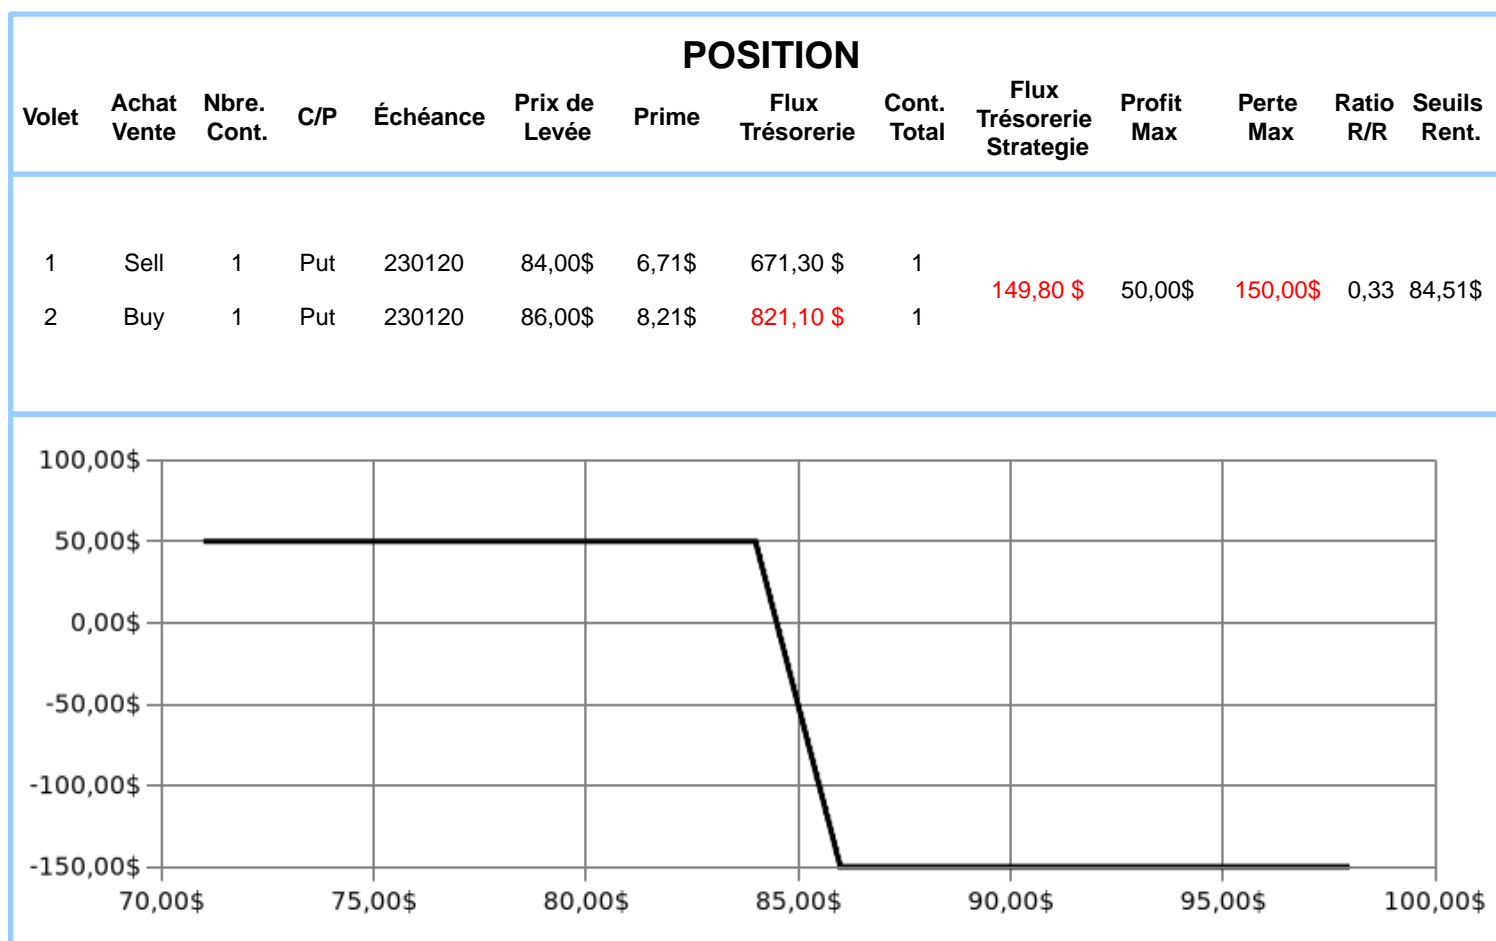 POSITION
Volet Achat Vente Nbre. Cont. C/P Échéance Prix de Levée Prime Flux Trésorerie Cont. Total Flux Trésorerie Strategie Profit Max Perte Max Ratio R/R Seuils Rent.
1 Sell 1 Put 230120 84,00$ 6,71$ 671,30 $ 1
149,80 $ 50,00$ 150,00$ 0,33 84,51$
2 Buy 1 Put 230120 86,00$ 8,21$ 821,10 $ 1
100,00$
50,00$
0,00$
-50,00$
-100,00$
-150,00$
70,00$ 75,00$ 80,00$ 85,00$ 90,00$ 95,00$ 100,00$